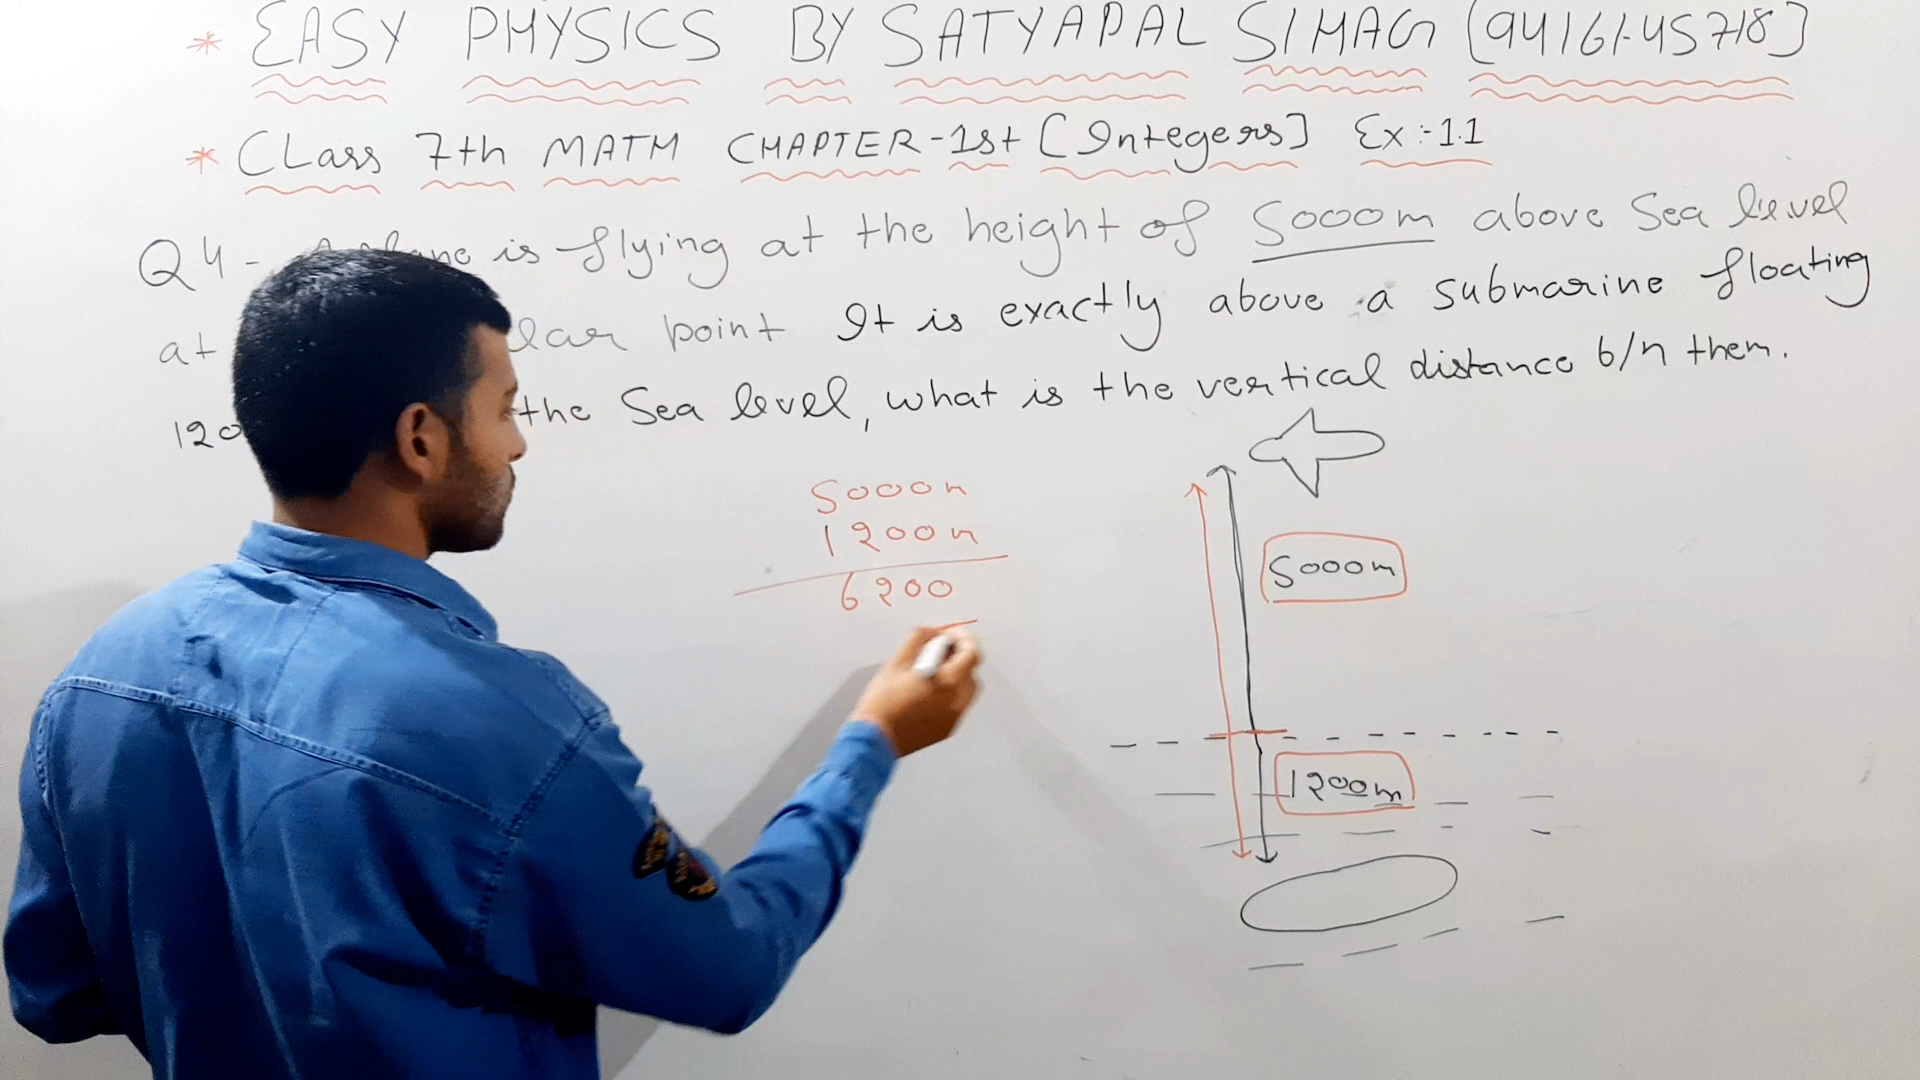 * EASY PHYSICS BY SATYAPAL SIMAG [94161-45718]
* CLass 7th MATH CHAPTER-1st [Integers] Ex:-1.1
Q4- is flying at the height of 5000m above Sea level
at point It is exactly above a submarine floating
the Sea level, what is the vertical distance b/n them.
5000m
1200m
6200
5000m
1200m